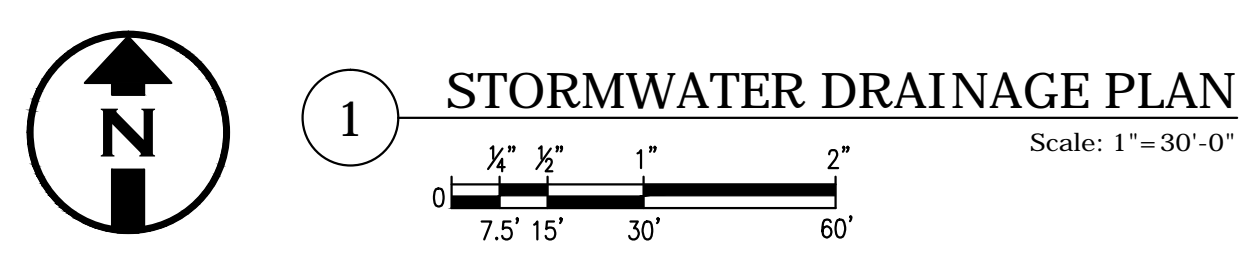 N
1
STORMWATER DRAINAGE PLAN
Scale: 1"=30'-0"
¼" ½" 1" 2"
0
7.5' 15' 30' 60'